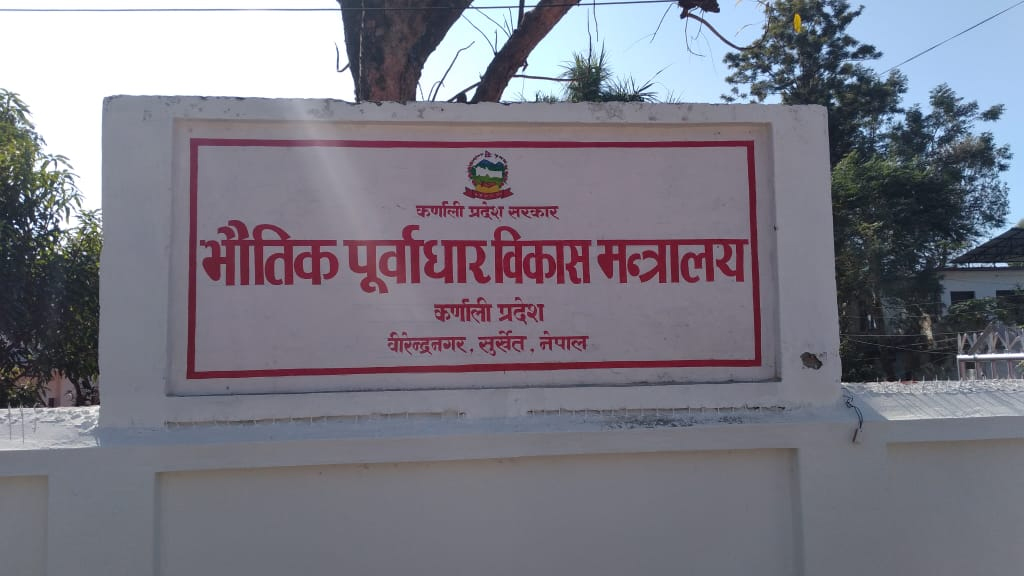 कर्णाली प्रदेश सरकार
भौतिक पूर्वाधार विकास मन्त्रालय
कर्णाली प्रदेश
वीरेन्द्रनगर, सुर्खेत, नेपाल